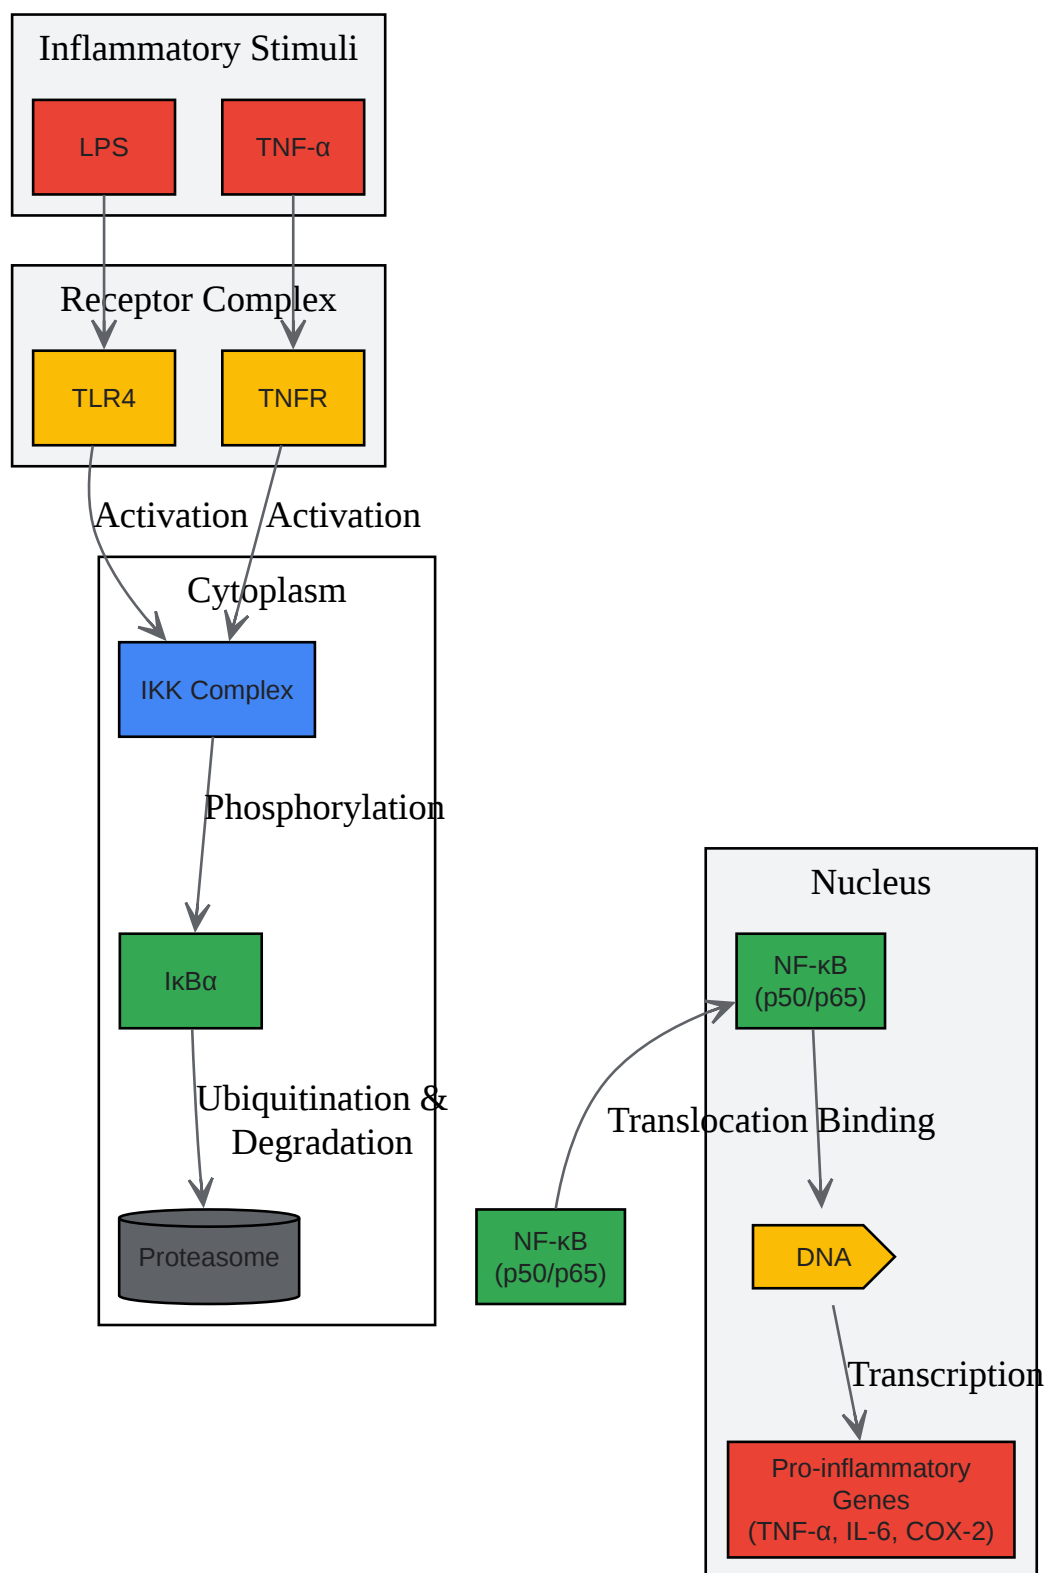 Inflammatory Stimuli
LPS
TNF-α
Receptor Complex
TLR4
TNFR
Activation
Activation
Cytoplasm
IKK Complex
Phosphorylation
IκBα
Ubiquitination &
Degradation
Proteasome
NF-κB
(p50/p65)
Translocation
Nucleus
NF-κB
(p50/p65)
Binding
DNA
Transcription
Pro-inflammatory
Genes
(TNF-α, IL-6, COX-2)